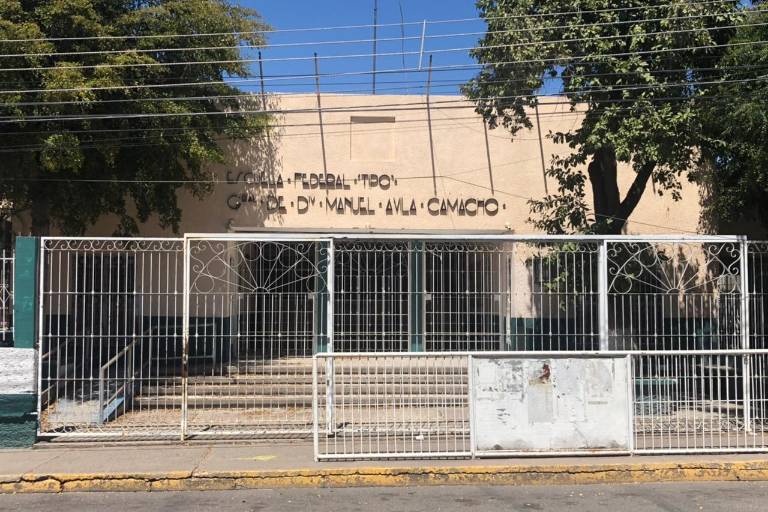 ESCUELA • FEDERAL • "TIPO" •
GRAL • DE • DIV • MANUEL • AVILA • CAMACHO •